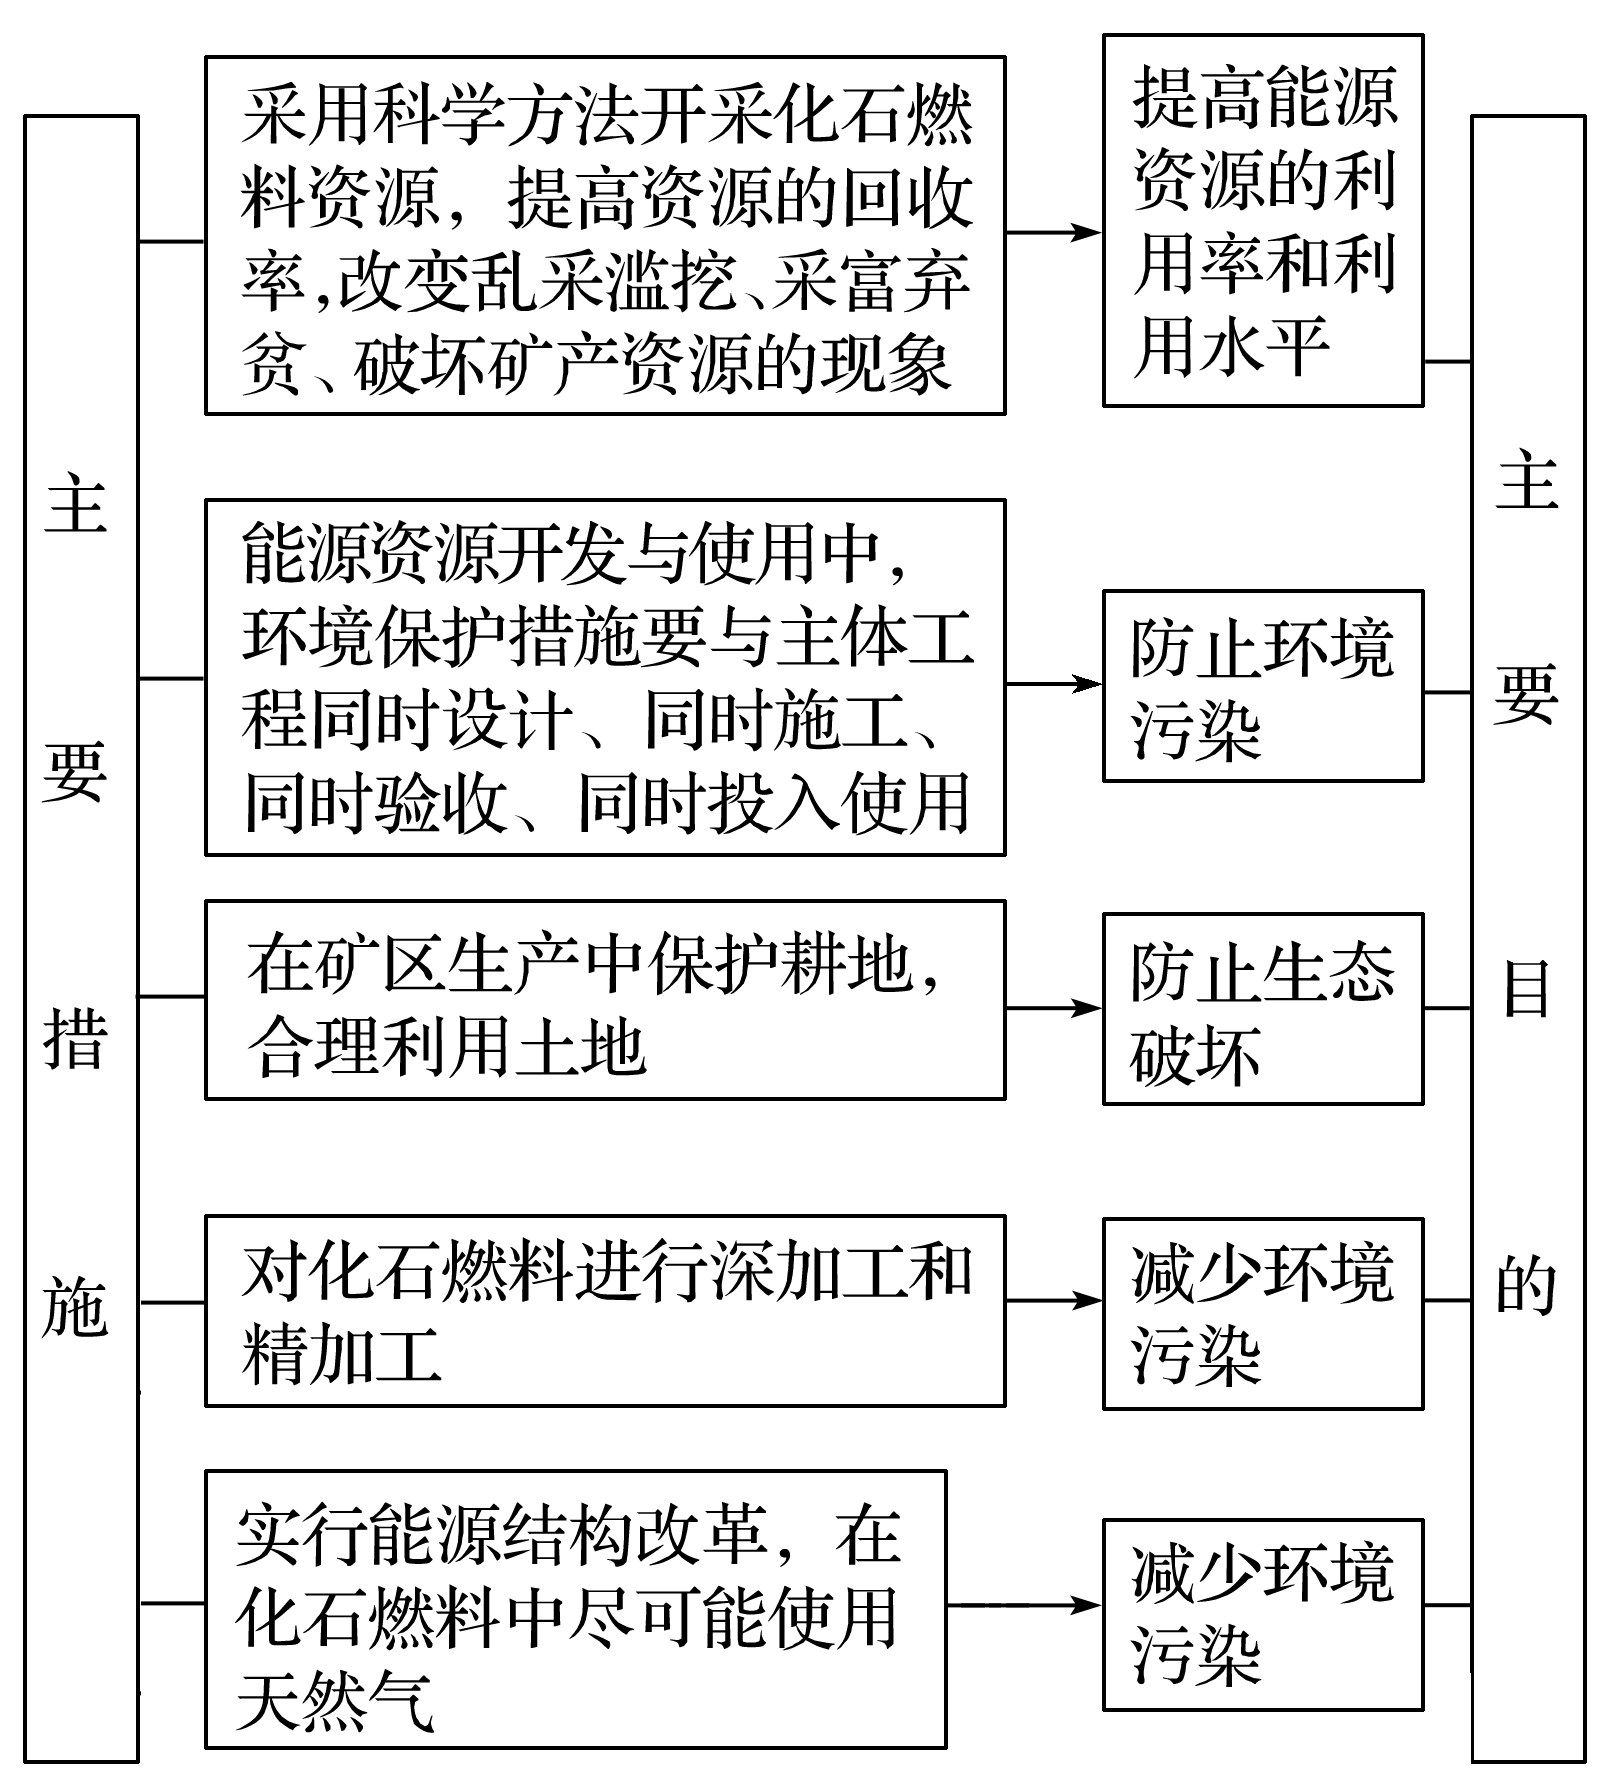 主要措施
采用科学方法开采化石燃
料资源，提高资源的回收
率,改变乱采滥挖、采富弃
贫、破坏矿产资源的现象
提高能源
资源的利
用率和利
用水平
能源资源开发与使用中，
环境保护措施要与主体工
程同时设计、同时施工、
同时验收、同时投入使用
防止环境
污染
在矿区生产中保护耕地，
合理利用土地
防止生态
破坏
对化石燃料进行深加工和
精加工
减少环境
污染
实行能源结构改革，在
化石燃料中尽可能使用
天然气
减少环境
污染
主要目的